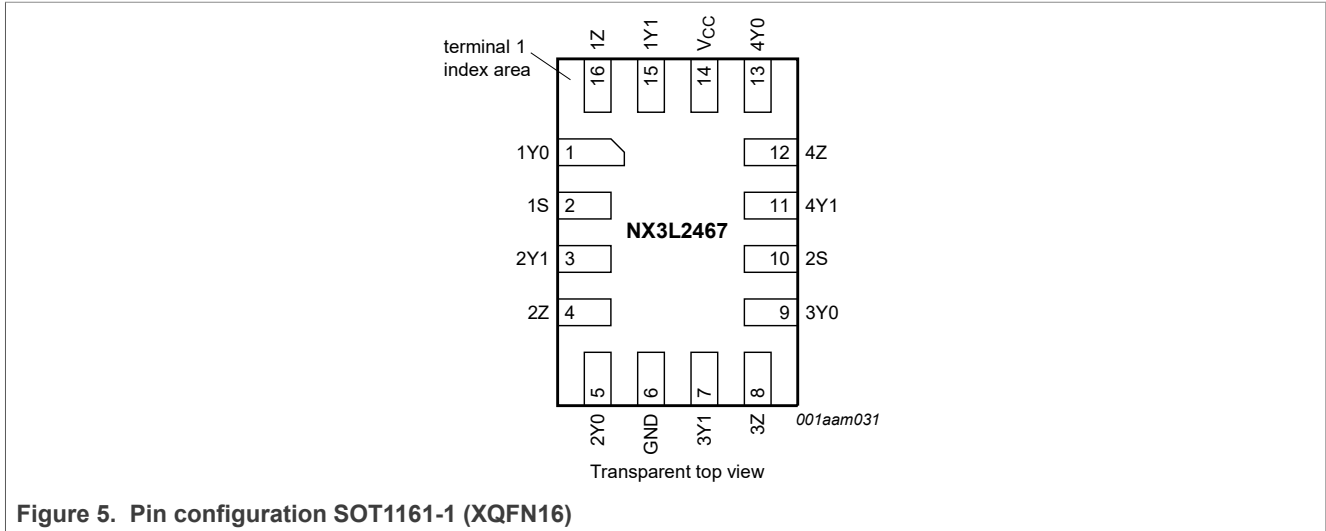 1Z
1Y1
VCC
4Y0
terminal 1
index area
16
15
14
13
1Y0 1
12 4Z
1S 2
11 4Y1
NX3L2467
2Y1 3
10 2S
2Z 4
9 3Y0
5
6
7
8
2Y0
GND
3Y1
3Z
001aam031
Transparent top view
Figure 5. Pin configuration SOT1161-1 (XQFN16)